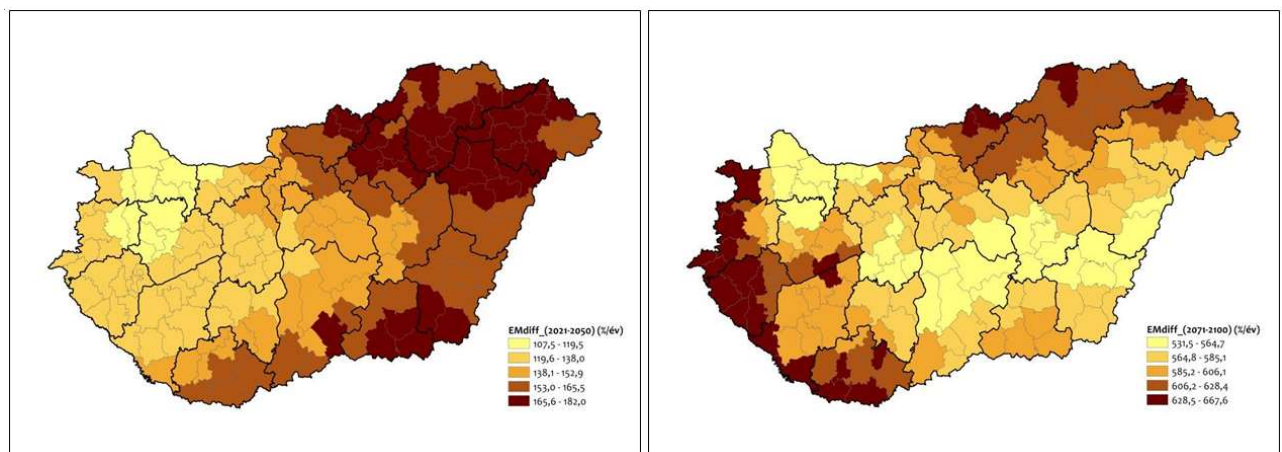 EMdiff_(2021-2050) (%/év)
107,5 - 119,5
119,6 - 138,0
138,1 - 152,9
153,0 - 165,5
165,6 - 182,0
EMdiff_(2071-2100) (%/év)
531,5 - 564,7
564,8 - 585,1
585,2 - 606,1
606,2 - 628,4
628,5 - 667,6